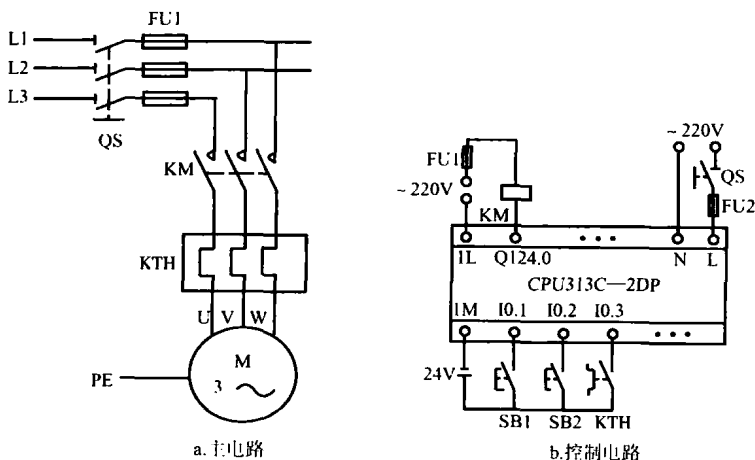 FU1
L1
L2
L3
QS
KM
KTH
U V W
M
3
PE
a.主电路
~220V
FU1
QS
~220V
FU2
KM
1L Q124.0 ••• N L
CPU313C—2DP
1M I0.1 I0.2 I0.3 •••
24V
SB1 SB2 KTH
b.控制电路